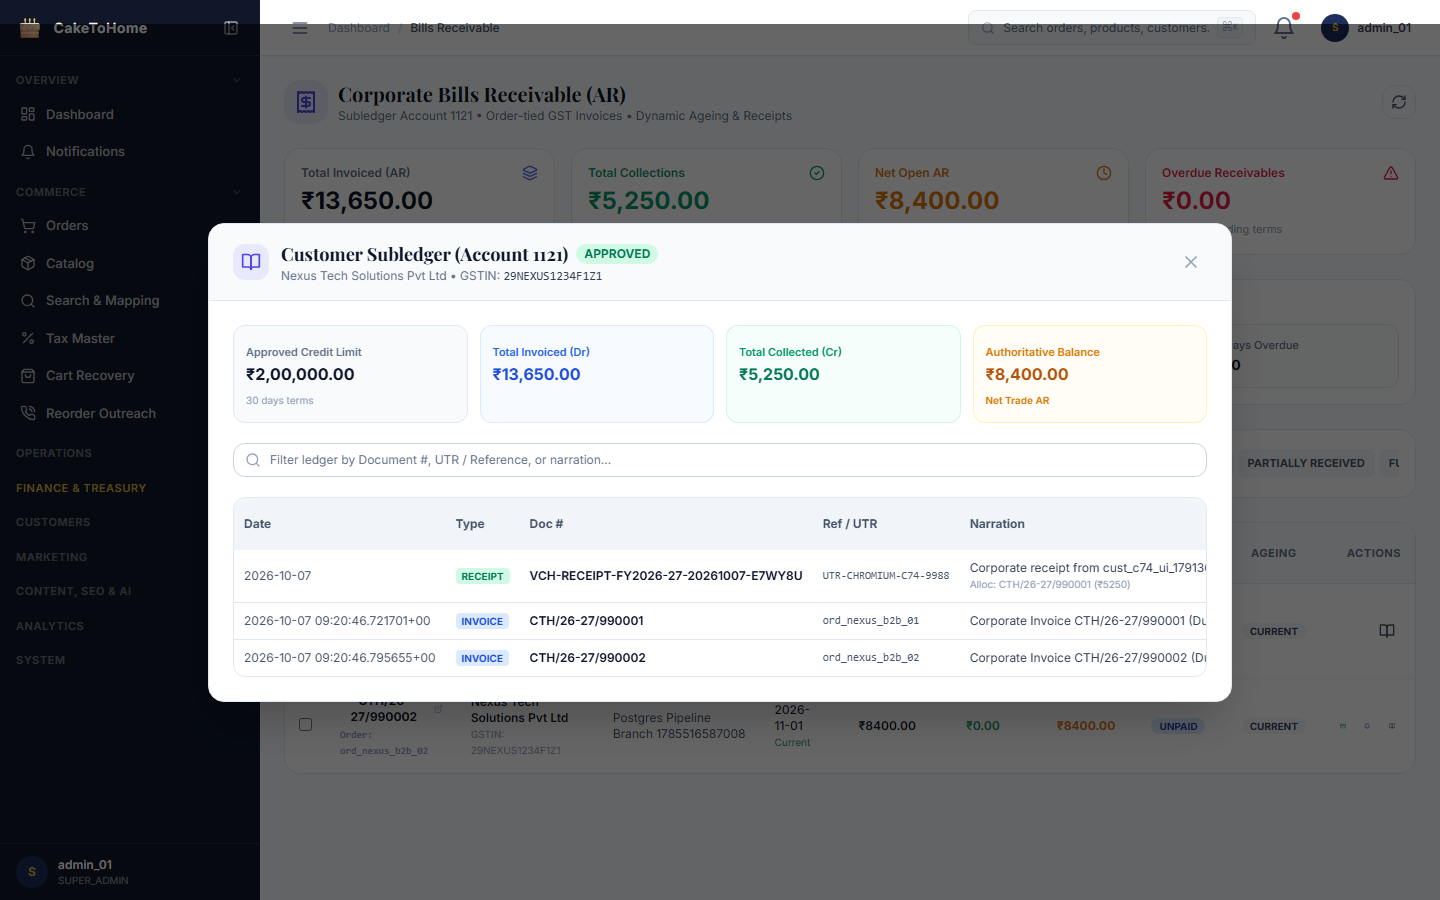 CakeToHome
Dashboard / Bills Receivable
Search orders, products, customers.
⌘K
S
admin_01
OVERVIEW
Dashboard
Notifications
COMMERCE
Orders
Catalog
Search & Mapping
Tax Master
Cart Recovery
Reorder Outreach
OPERATIONS
FINANCE & TREASURY
CUSTOMERS
MARKETING
CONTENT, SEO & AI
ANALYTICS
SYSTEM
S
admin_01
SUPER_ADMIN
Corporate Bills Receivable (AR)
Subledger Account 1121 • Order-tied GST Invoices • Dynamic Ageing & Receipts
Total Invoiced (AR)
₹13,650.00
Total Collections
₹5,250.00
Net Open AR
₹8,400.00
Overdue Receivables
₹0.00
ding terms
Customer Subledger (Account 1121) APPROVED
Nexus Tech Solutions Pvt Ltd • GSTIN: 29NEXUS1234F1Z1
Approved Credit Limit
₹2,00,000.00
30 days terms
Total Invoiced (Dr)
₹13,650.00
Total Collected (Cr)
₹5,250.00
Authoritative Balance
₹8,400.00
Net Trade AR
ays Overdue
0
Filter ledger by Document #, UTR / Reference, or narration...
PARTIALLY RECEIVED
Date Type Doc # Ref / UTR Narration
2026-10-07 RECEIPT VCH-RECEIPT-FY2026-27-20261007-E7WY8U UTR-CHROMIUM-C74-9988 Corporate receipt from cust_c74_ui_17913
Alloc: CTH/26-27/990001 (₹5250)
2026-10-07 09:20:46.721701+00 INVOICE CTH/26-27/990001 ord_nexus_b2b_01 Corporate Invoice CTH/26-27/990001 (Du
2026-10-07 09:20:46.795655+00 INVOICE CTH/26-27/990002 ord_nexus_b2b_02 Corporate Invoice CTH/26-27/990002 (Du
AGEING ACTIONS
CURRENT
CTH/26-
27/990002
Order:
ord_nexus_b2b_02
Nexus Tech
Solutions Pvt Ltd
GSTIN:
29NEXUS1234F1Z1
Postgres Pipeline
Branch 1785516587008
2026-
11-01
Current
₹8400.00
₹0.00
₹8400.00
UNPAID
CURRENT